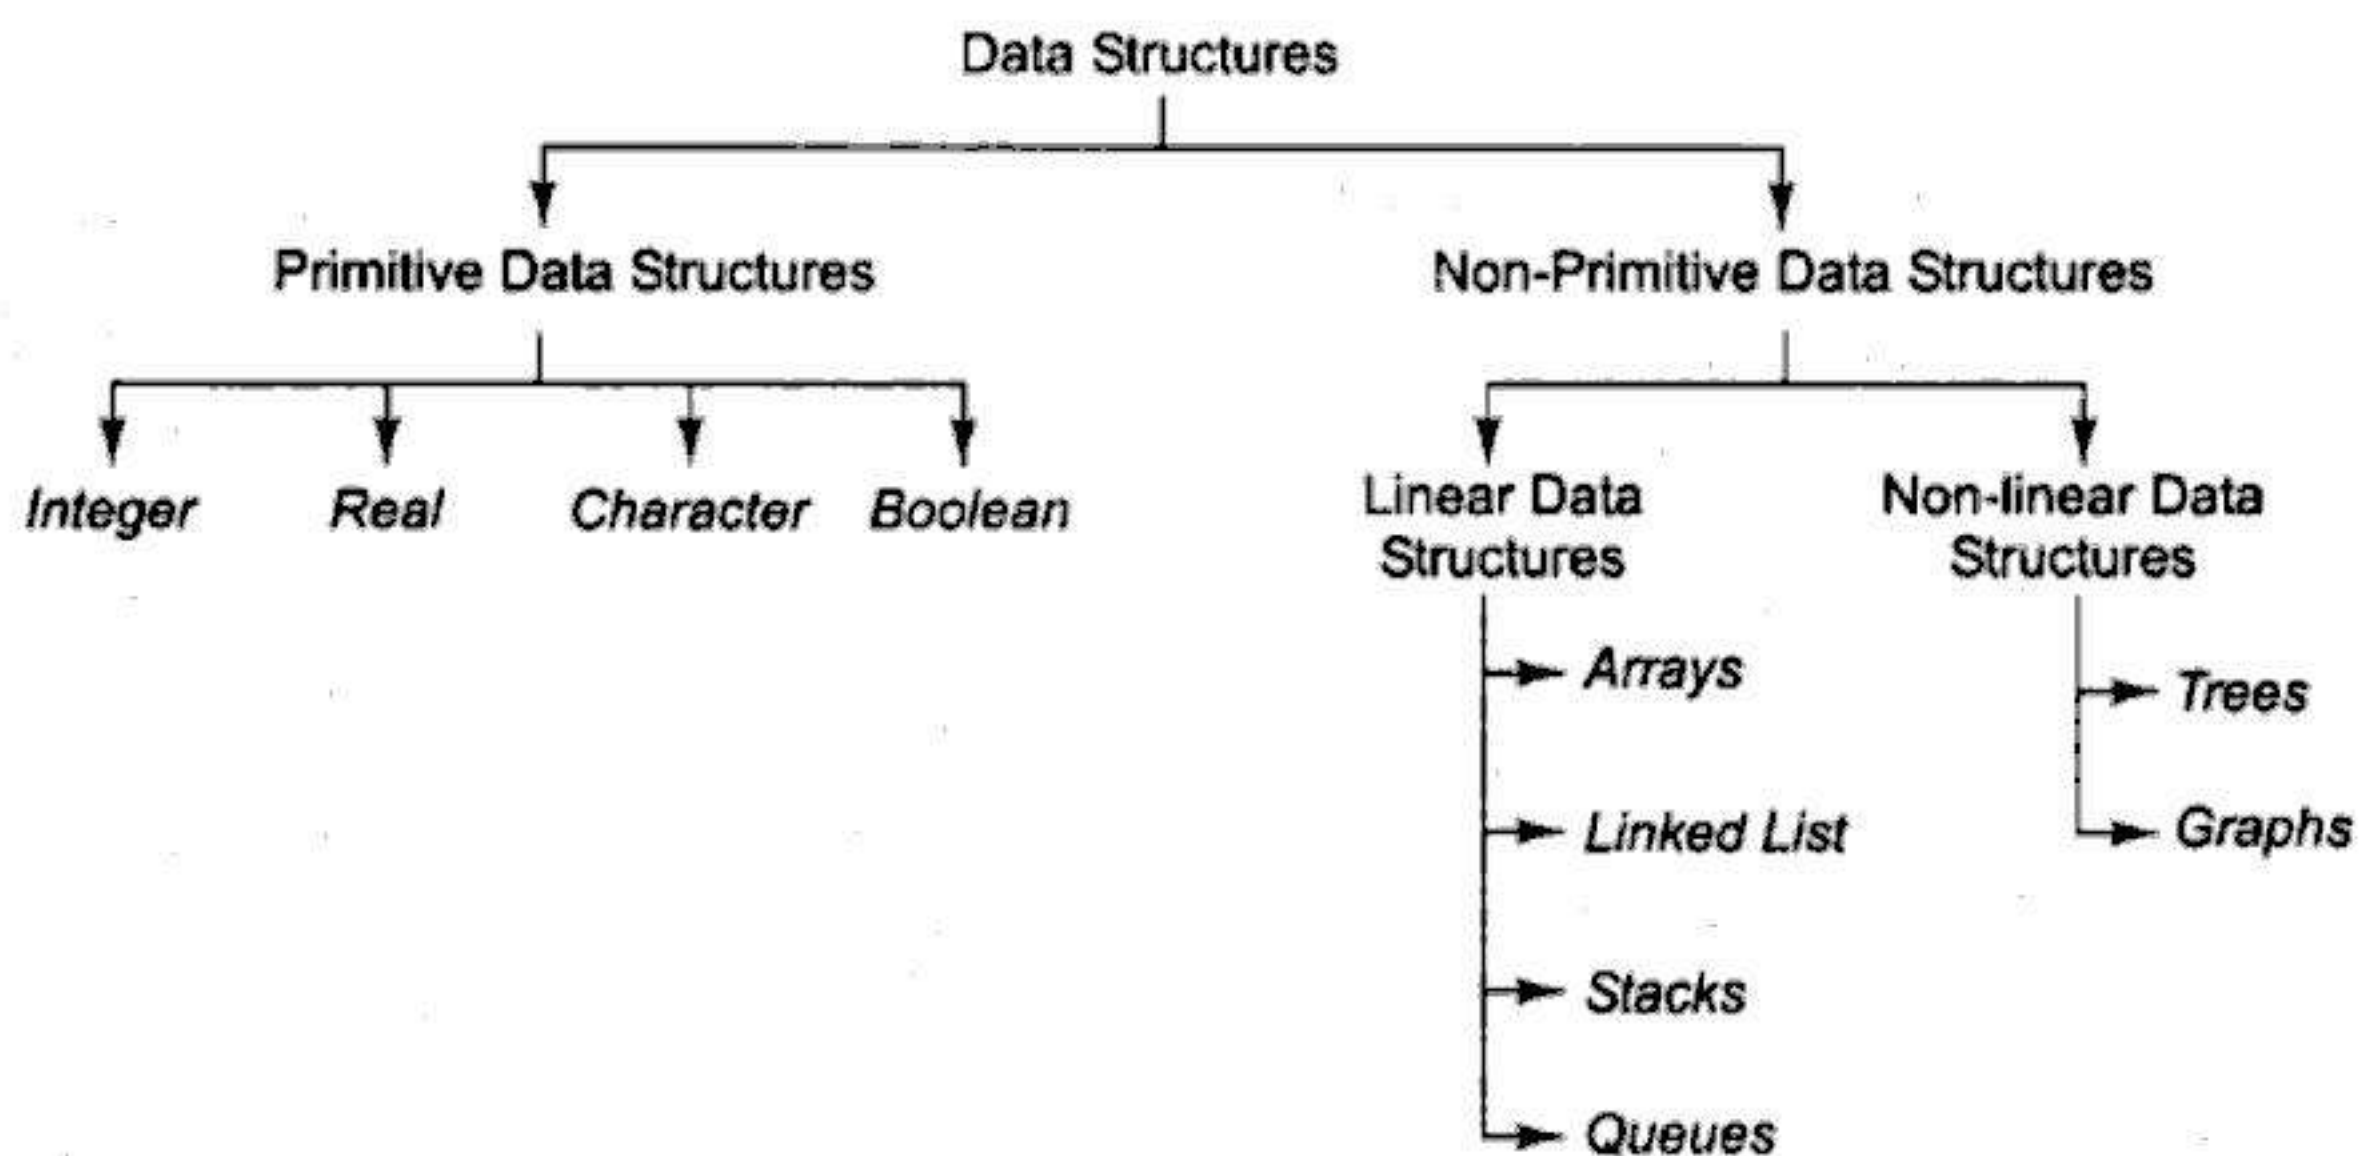 Data Structures
Primitive Data Structures
Non-Primitive Data Structures
Integer
Real
Character
Boolean
Linear Data
Structures
Non-linear Data
Structures
Arrays
Linked List
Stacks
Queues
Trees
Graphs